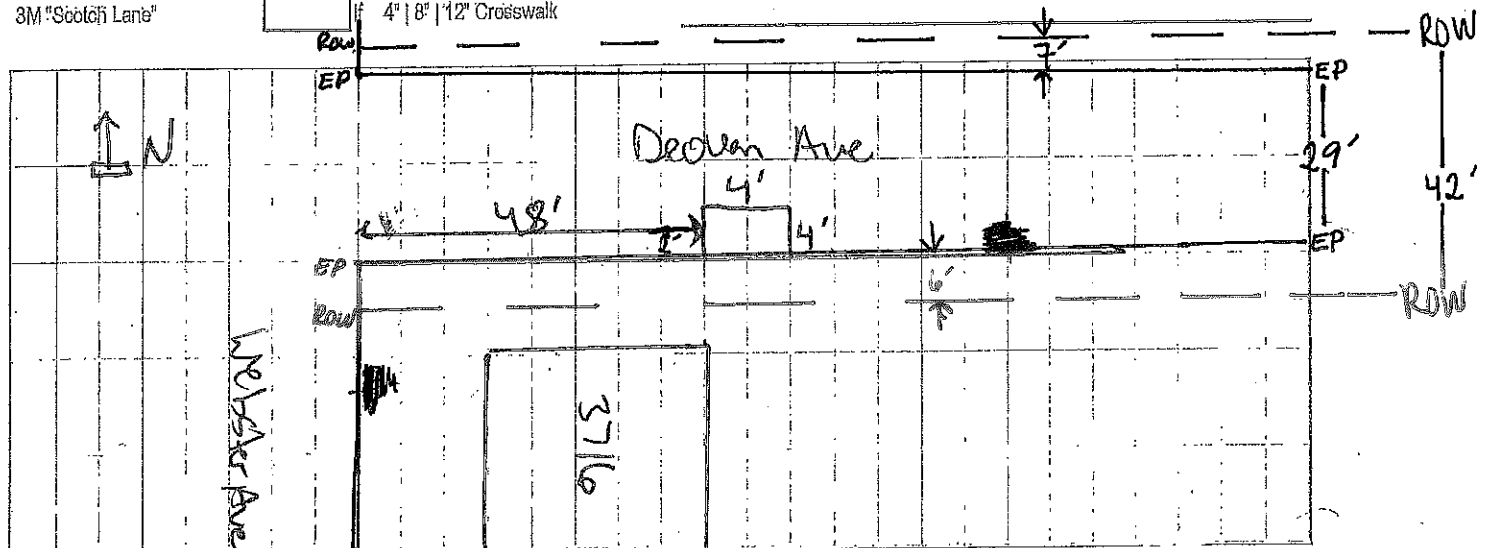 3M "Scotch Lane"
4" | 8" | 12" Crosswalk
ROW
ROW
7'
EP
EP
N
Deovan Ave
29'
42'
4'
48'
4'
EP
EP
6'
ROW
ROW
Webster Ave
3716